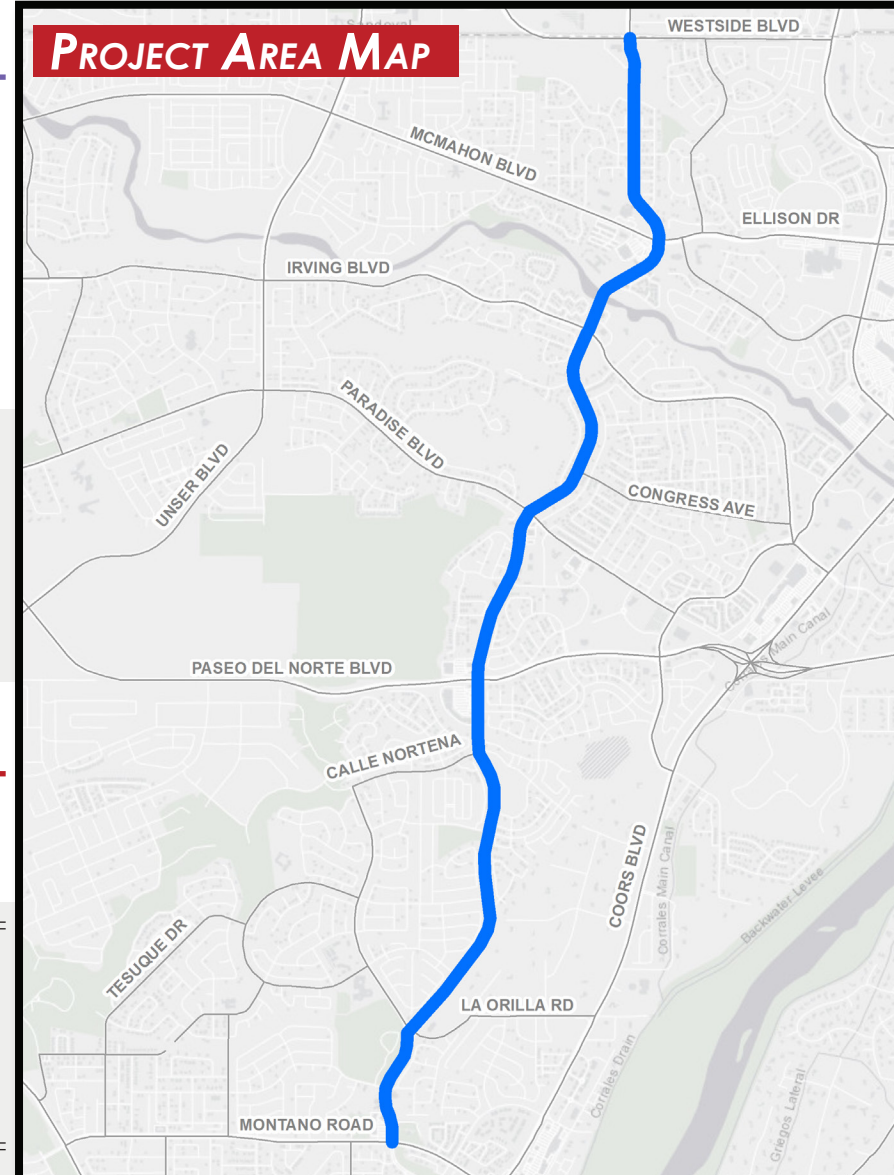 Sandoval
PROJECT AREA MAP
WESTSIDE BLVD
MCMAHON BLVD
ELLISON DR
IRVING BLVD
PARADISE BLVD
UNSER BLVD
CONGRESS AVE
Corrales Main Canal
PASEO DEL NORTE BLVD
CALLE NORTENA
COORS BLVD
Corrales Main Canal
Backwater Levee
TESUQUE DR
LA ORILLA RD
Corrales Drain
Griegos Lateral
MONTANO ROAD